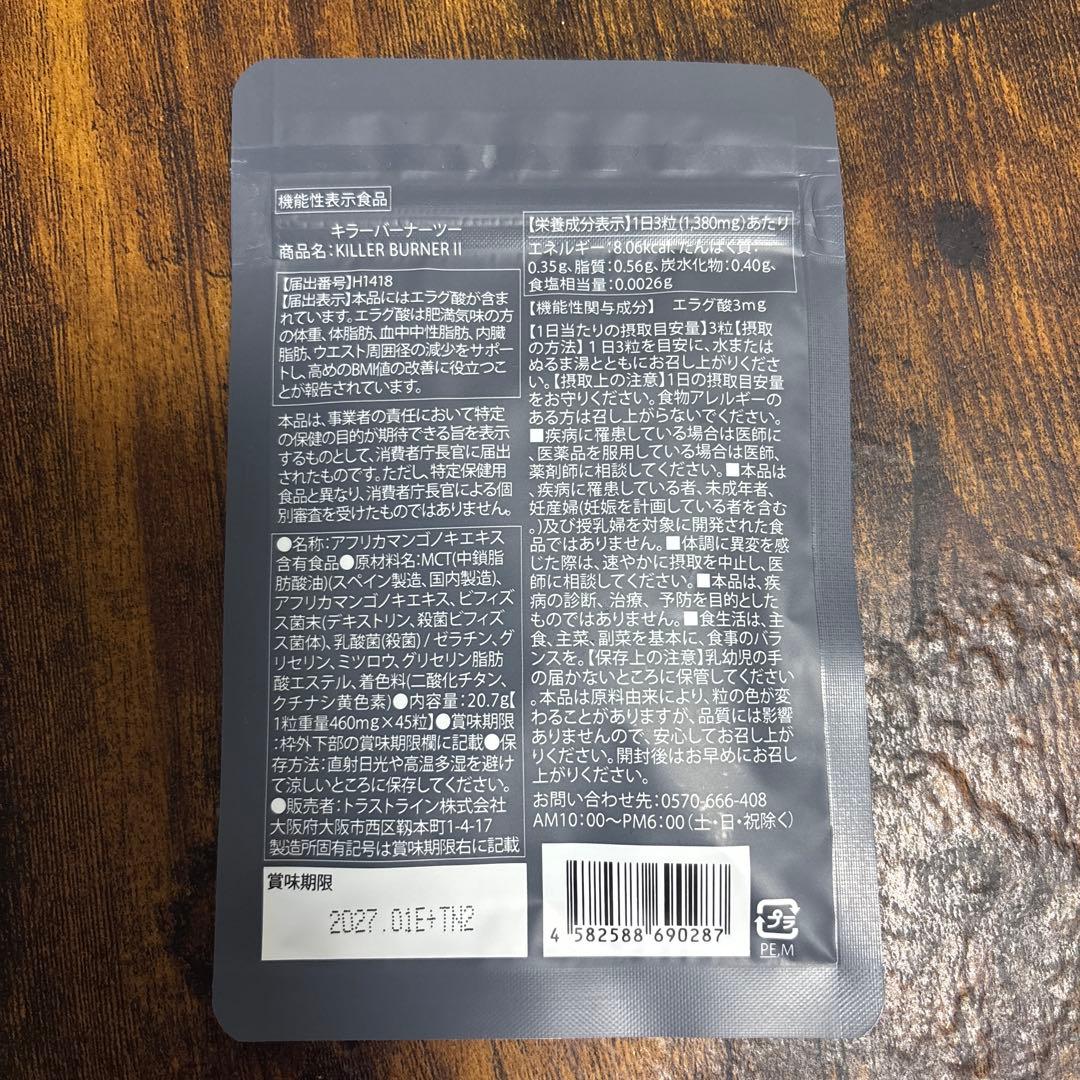 機能性表示食品
キラーバーナーツー
商品名：KILLER BURNER II
【届出番号】H1418
【届出表示】本品にはエラグ酸が含ま
れています。エラグ酸は肥満気味の方
の体重、体脂肪、血中中性脂肪、内臓
脂肪、ウエスト周囲径の減少をサポー
トし、高めのBMI値の改善に役立つこ
とが報告されています。
本品は、事業者の責任において特定
の保健の目的が期待できる旨を表示
するものとして、消費者庁長官に届出
されたものです。ただし、特定保健用
食品と異なり、消費者庁長官による個
別審査を受けたものではありません。
●名称：アフリカマンゴノキエキス
含有食品●原材料名：MCT(中鎖脂
肪酸油)(スペイン製造、国内製造)、
アフリカマンゴノキエキス、ビフィズ
ス菌末(デキストリン、殺菌ビフィズ
ス菌体)、乳酸菌(殺菌) / ゼラチン、グ
リセリン、ミツロウ、グリセリン脂肪
酸エステル、着色料(二酸化チタン、
クチナシ黄色素)●内容量：20.7g【
1粒重量460mg×45粒】●賞味期限
：枠外下部の賞味期限欄に記載●保
存方法：直射日光や高温多湿を避け
て涼しいところに保存してください。
●販売者：トラストライン株式会社
大阪府大阪市西区靱本町1-4-17
製造所固有記号は賞味期限右に記載
賞味期限
2027.01E+TN2
【栄養成分表示】1日3粒(1,380mg)あたり
エネルギー：8.06kcal、たんぱく質：
0.35g、脂質：0.56g、炭水化物：0.40g、
食塩相当量：0.0026g
【機能性関与成分】 エラグ酸3mg
【1日当たりの摂取目安量】3粒【摂取
の方法】1日3粒を目安に、水または
ぬるま湯とともにお召し上がりくださ
い。【摂取上の注意】1日の摂取目安量
をお守りください。食物アレルギーの
ある方は召し上がらないでください。
■疾病に罹患している場合は医師に
、医薬品を服用している場合は医師、
薬剤師に相談してください。■本品は
、疾病に罹患している者、未成年者、
妊産婦(妊娠を計画している者を含む
。)及び授乳婦を対象に開発された食
品ではありません。■体調に異変を感
じた際は、速やかに摂取を中止し、医
師に相談してください。■本品は、疾
病の診断、治療、予防を目的とした
ものではありません。■食生活は、主
食、主菜、副菜を基本に、食事のバラ
ンスを。【保存上の注意】乳幼児の手
の届かないところに保管してください
。本品は原料由来により、粒の色が変
わることがありますが、品質には影響
ありませんので、安心してお召し上が
りください。開封後はお早めにお召し
上がりください。
お問い合わせ先：0570-666-408
AM10：00～PM6：00（土・日・祝除く）
4 582588 690287
プラ
PE,M